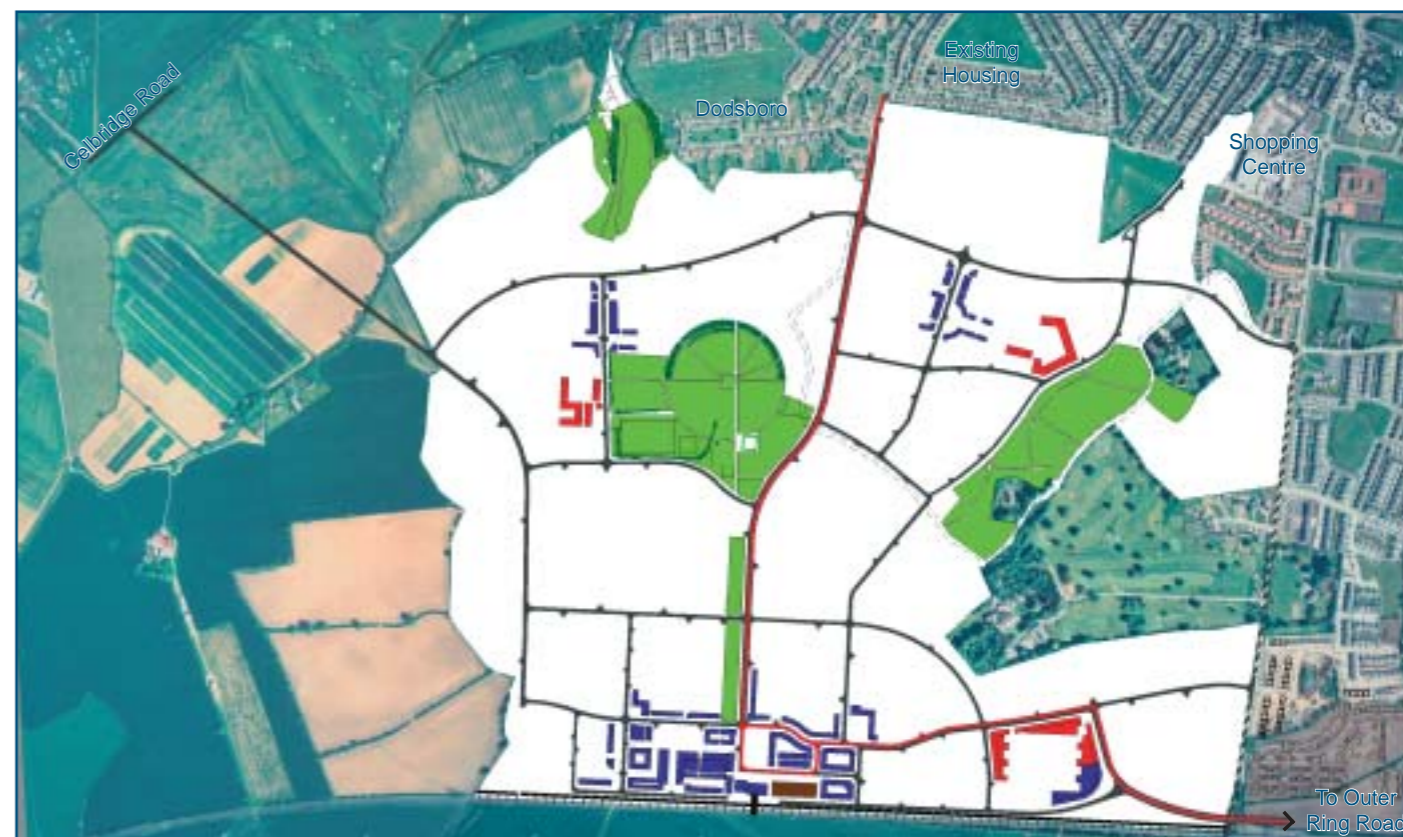 Existing
Housing
Celbridge Road
Dodsboro
Shopping
Centre
To Outer
Ring Road